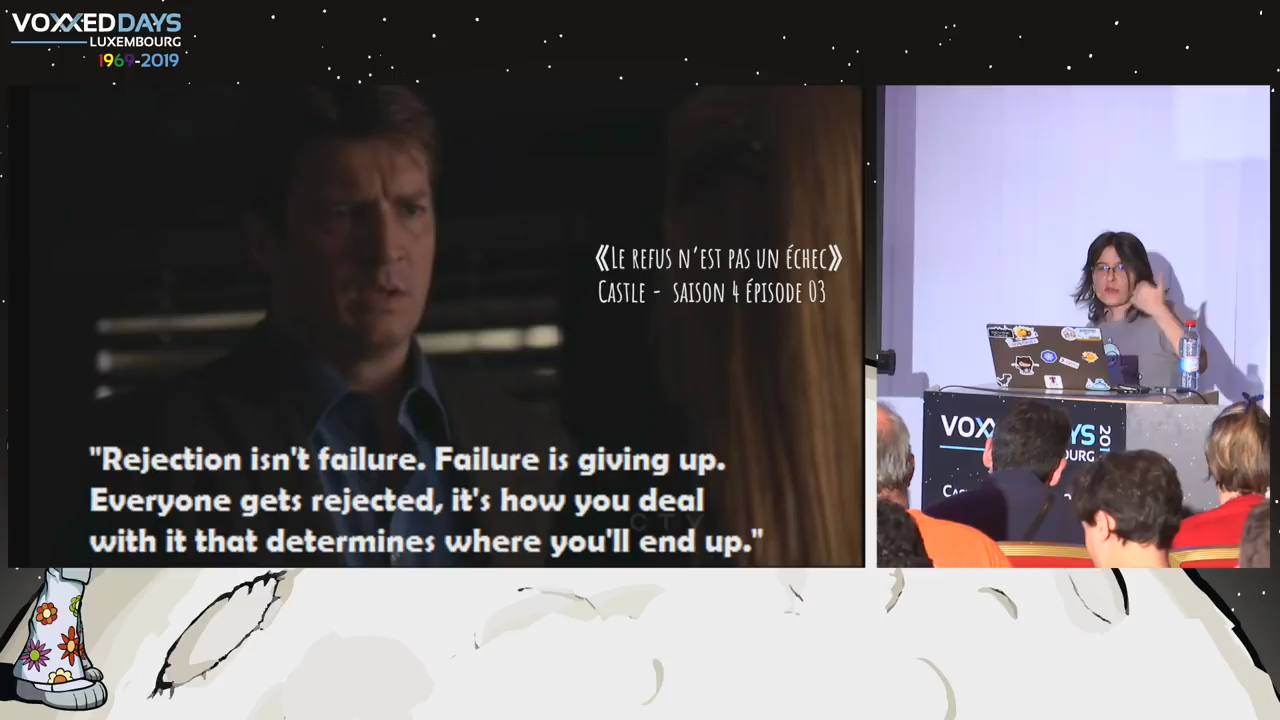 VOXXEDDAYS
LUXEMBOURG
1969-2019
《LE REFUS N'EST PAS UN ÉCHEC》
CASTLE - SAISON 4 ÉPISODE 03
"Rejection isn't failure. Failure is giving up.
Everyone gets rejected, it's how you deal
with it that determines where you'll end up."
CTV